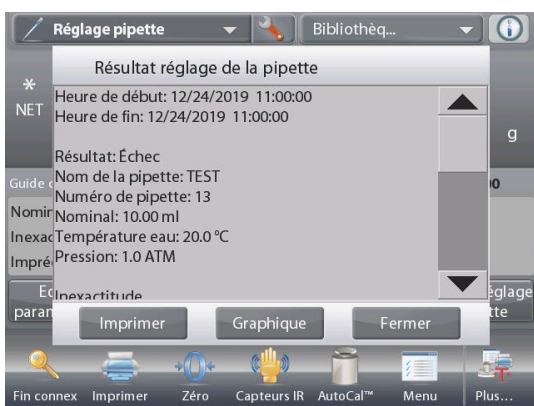 Réglage pipette
Bibliothèq...
Résultat réglage de la pipette
*
NET
g
Heure de début: 12/24/2019 11:00:00
Heure de fin: 12/24/2019 11:00:00
Résultat: Échec
Nom de la pipette: TEST
Numéro de pipette: 13
Nominal: 10.00 ml
Température eau: 20.0 °C
Pression: 1.0 ATM
Inexactitude
Guide
Imprimer
Graphique
Fermer
Fin connex
Imprimer
Zéro
Capteurs IR
AutoCal™
Menu
Plus...